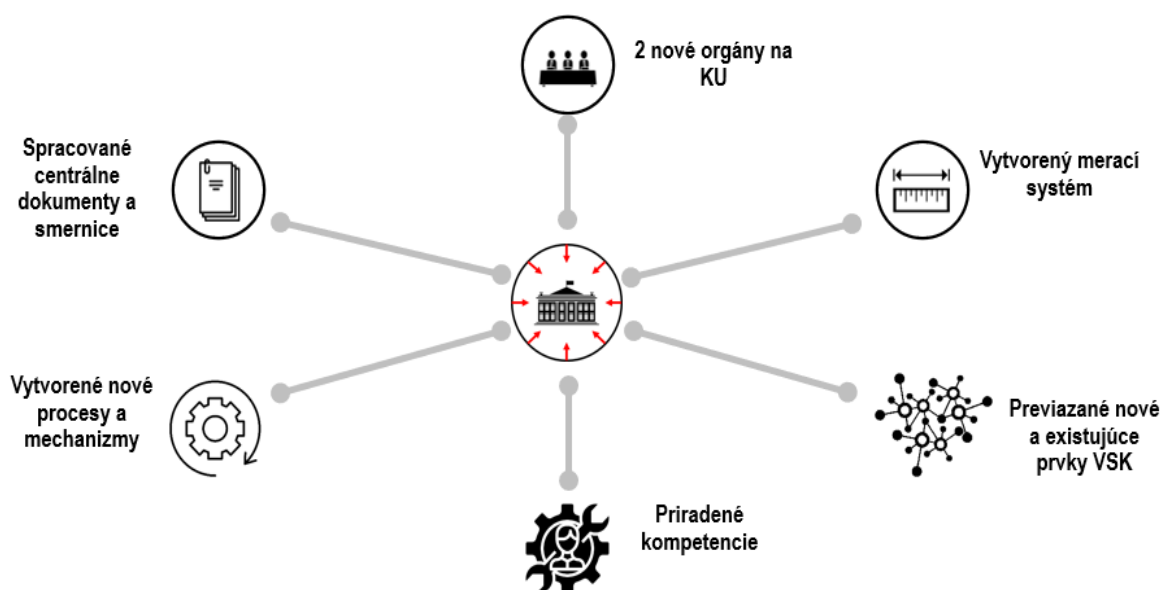 2 nové orgány na
KU
Spracované
centrálne
dokumenty a
smernice
Vytvorený merací
systém
Vytvorené nové
procesy a
mechanizmy
Previazané nové
a existujúce
prvky VSK
Priradené
kompetencie